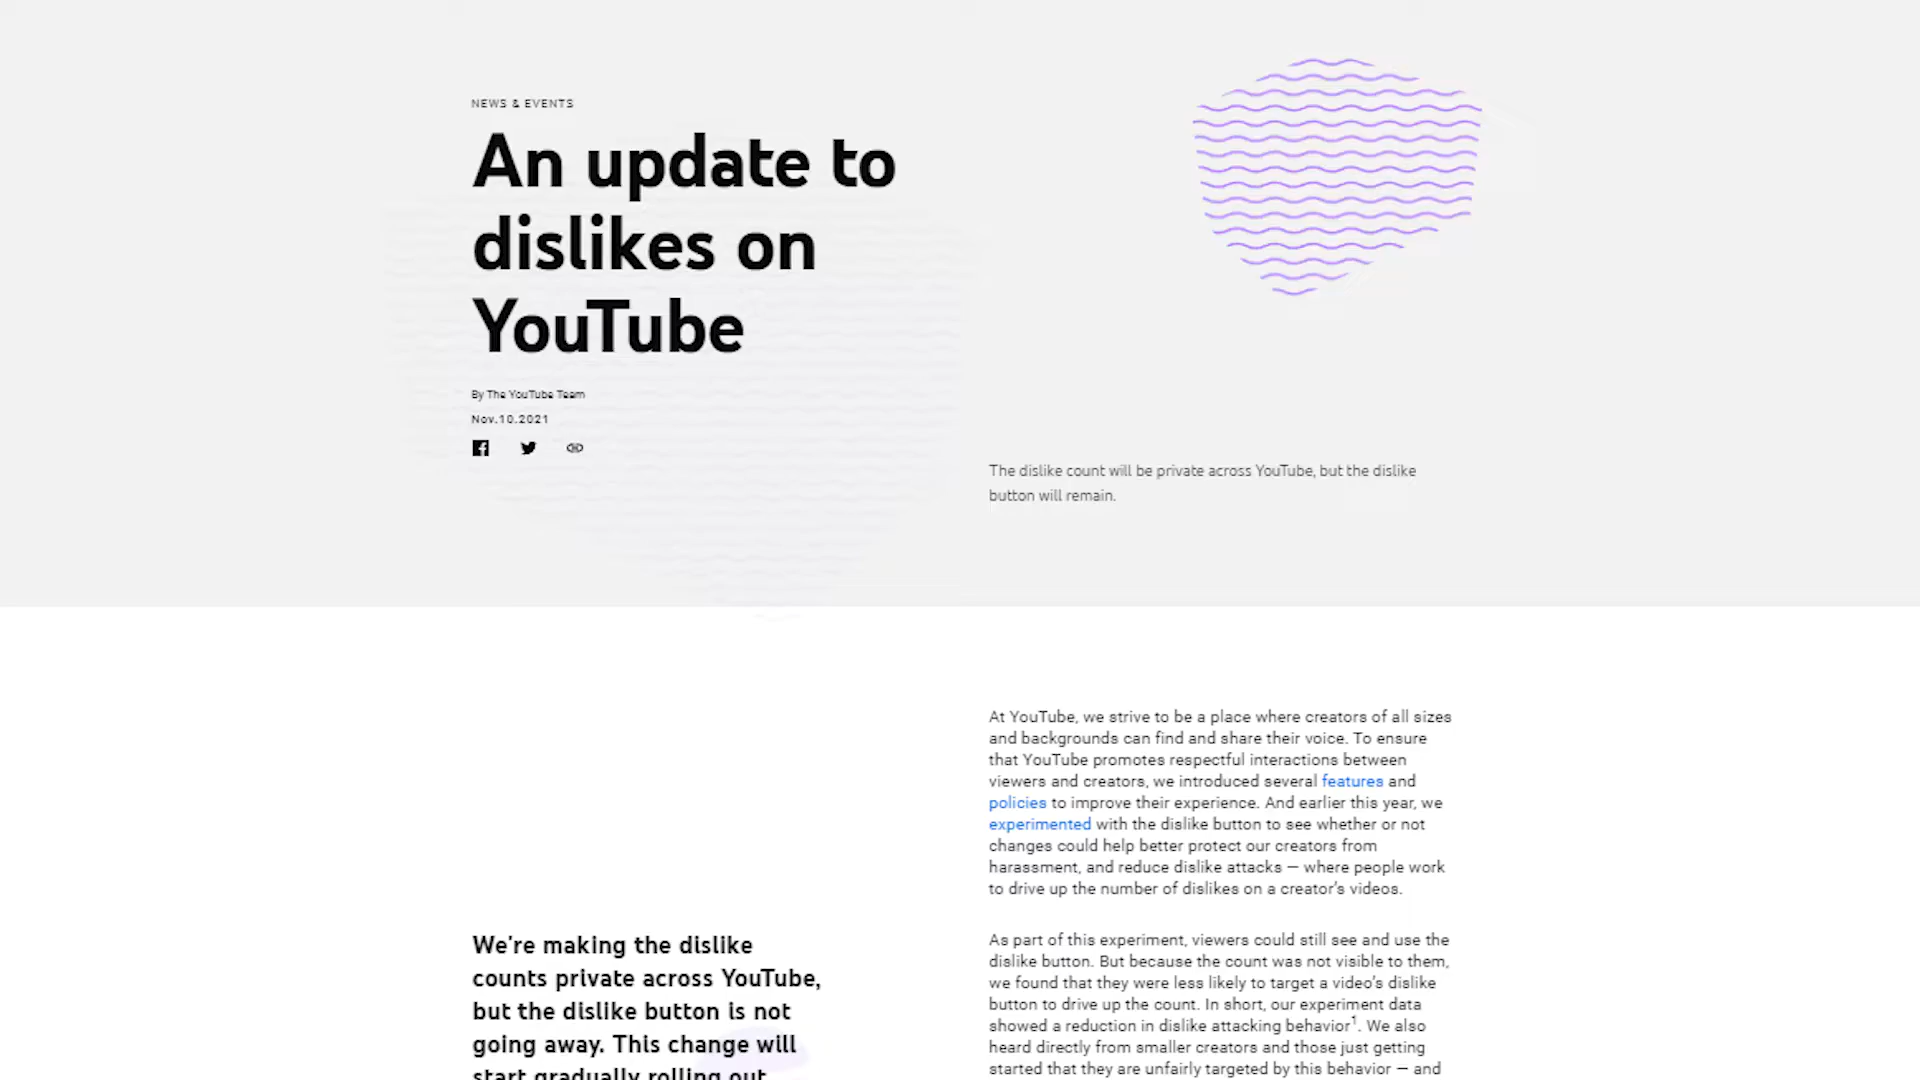 NEWS & EVENTS
An update to
dislikes on
YouTube
By The YouTube Team
Nov.10.2021
The dislike count will be private across YouTube, but the dislike
button will remain.
At YouTube, we strive to be a place where creators of all sizes
and backgrounds can find and share their voice. To ensure
that YouTube promotes respectful interactions between
viewers and creators, we introduced several features and
policies to improve their experience. And earlier this year, we
experimented with the dislike button to see whether or not
changes could help better protect our creators from
harassment, and reduce dislike attacks — where people work
to drive up the number of dislikes on a creator's videos.
We're making the dislike
counts private across YouTube,
but the dislike button is not
going away. This change will
start gradually rolling out
As part of this experiment, viewers could still see and use the
dislike button. But because the count was not visible to them,
we found that they were less likely to target a video's dislike
button to drive up the count. In short, our experiment data
showed a reduction in dislike attacking behavior1. We also
heard directly from smaller creators and those just getting
started that they are unfairly targeted by this behavior — and